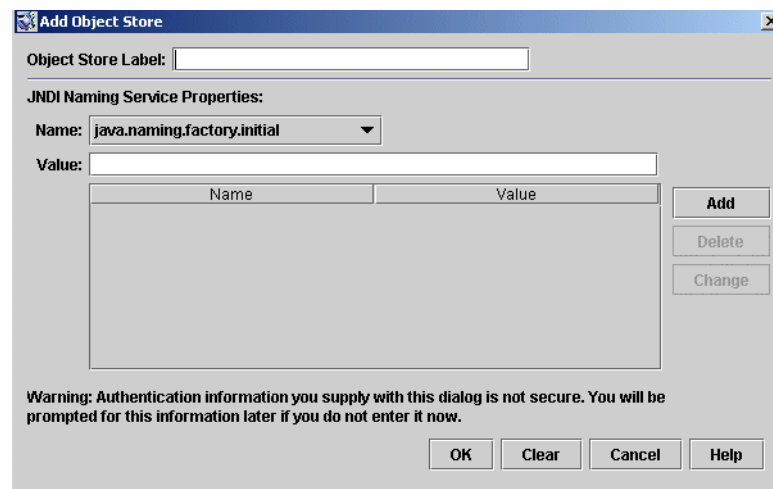 Add Object Store
Object Store Label:
JNDI Naming Service Properties:
Name: java.naming.factory.initial
Value:
Name Value
Add
Delete
Change
Warning: Authentication information you supply with this dialog is not secure. You will be
prompted for this information later if you do not enter it now.
OK Clear Cancel Help